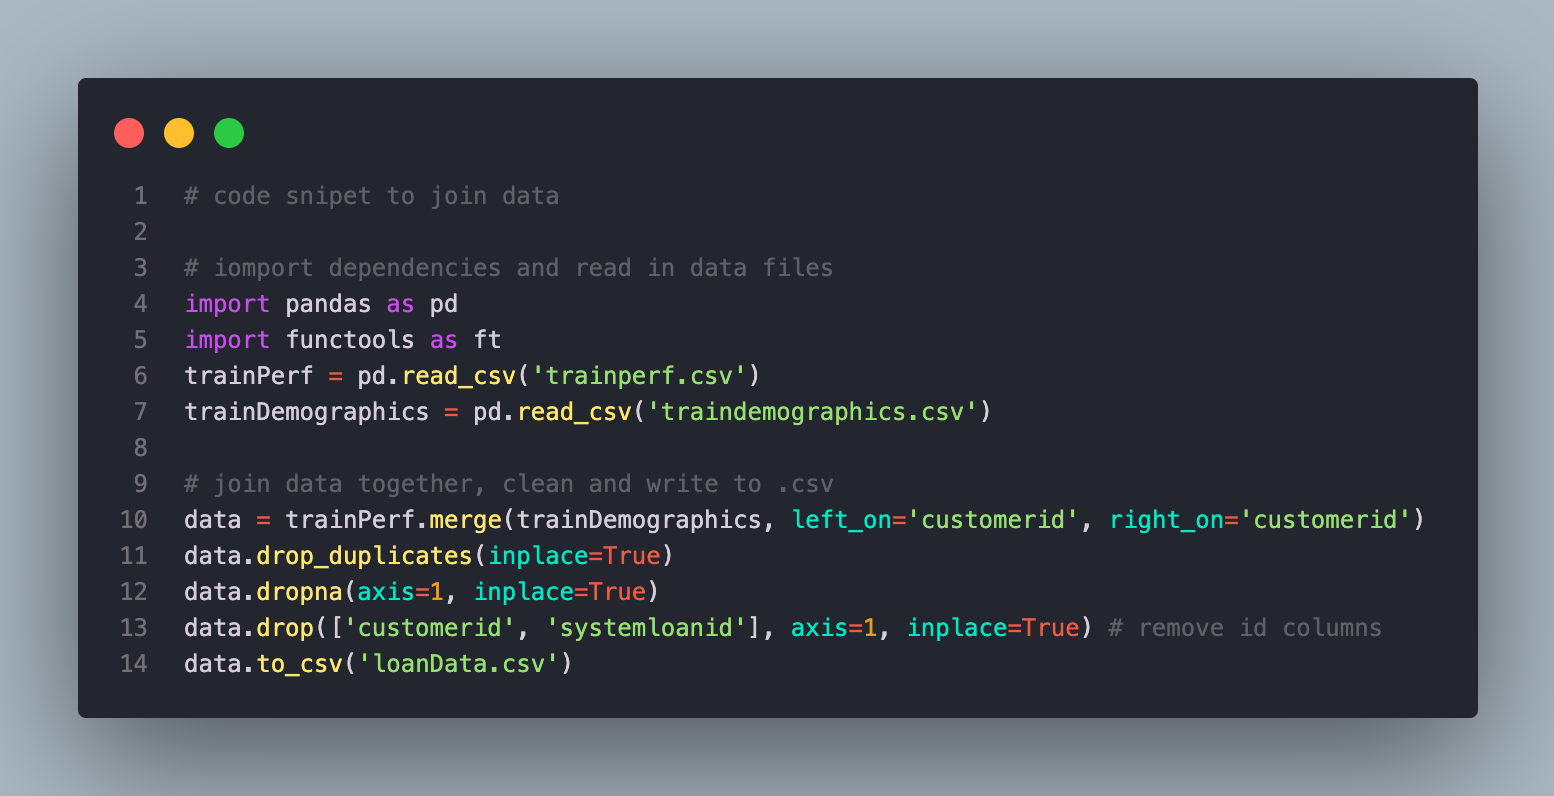 1 # code snipet to join data
2
3 # iomport dependencies and read in data files
4 import pandas as pd
5 import functools as ft
6 trainPerf = pd.read_csv('trainperf.csv')
7 trainDemographics = pd.read_csv('traindemographics.csv')
8
9 # join data together, clean and write to .csv
10 data = trainPerf.merge(trainDemographics, left_on='customerid', right_on='customerid')
11 data.drop_duplicates(inplace=True)
12 data.dropna(axis=1, inplace=True)
13 data.drop(['customerid', 'systemloanid'], axis=1, inplace=True) # remove id columns
14 data.to_csv('loanData.csv')